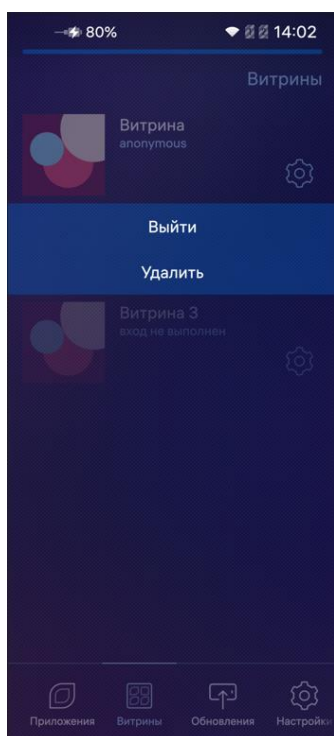 80%
14:02
Витрины
Витрина
anonymous
Выйти
Удалить
Витрина 3
вход не выполнен
Приложения
Витрины
Обновления
Настройки